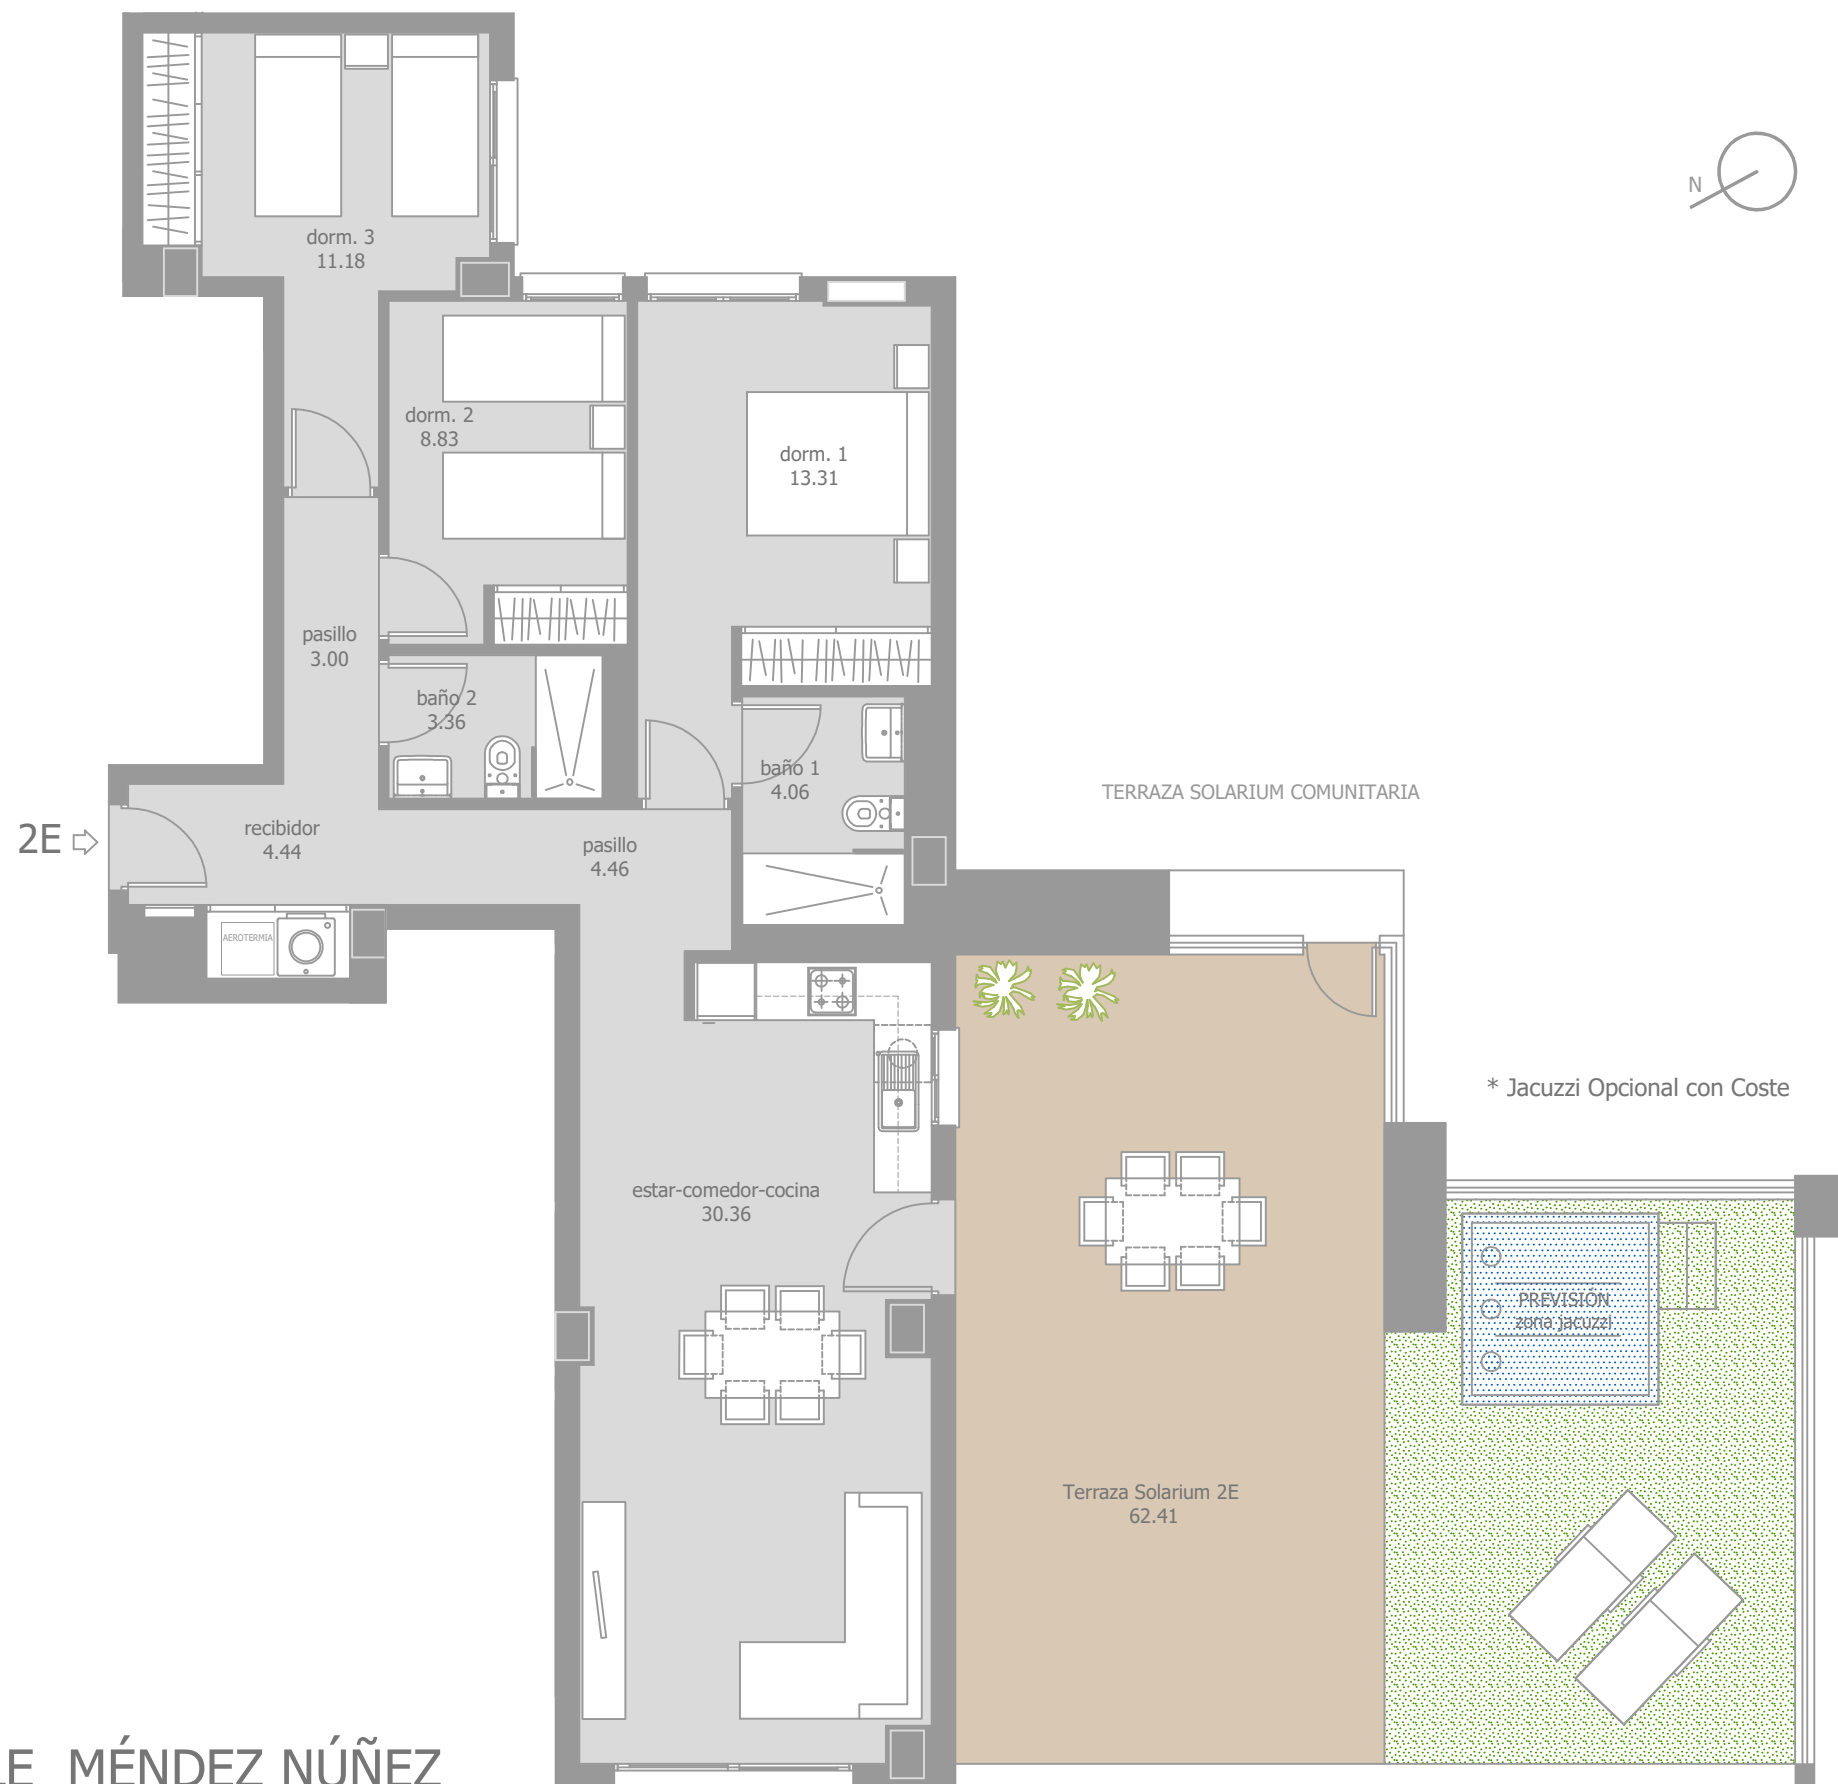 dorm. 3
11.18
N
dorm. 2
8.83
dorm. 1
13.31
pasillo
3.00
baño 2
3.36
baño 1
4.06
TERRAZA SOLARIUM COMUNITARIA
2E
recibidor
4.44
pasillo
4.46
AEROTERMIA
* Jacuzzi Opcional con Coste
estar-comedor-cocina
30.36
PREVISIÓN
zona jacuzzi
Terraza Solarium 2E
62.41
LE MÉNDEZ NÚÑEZ